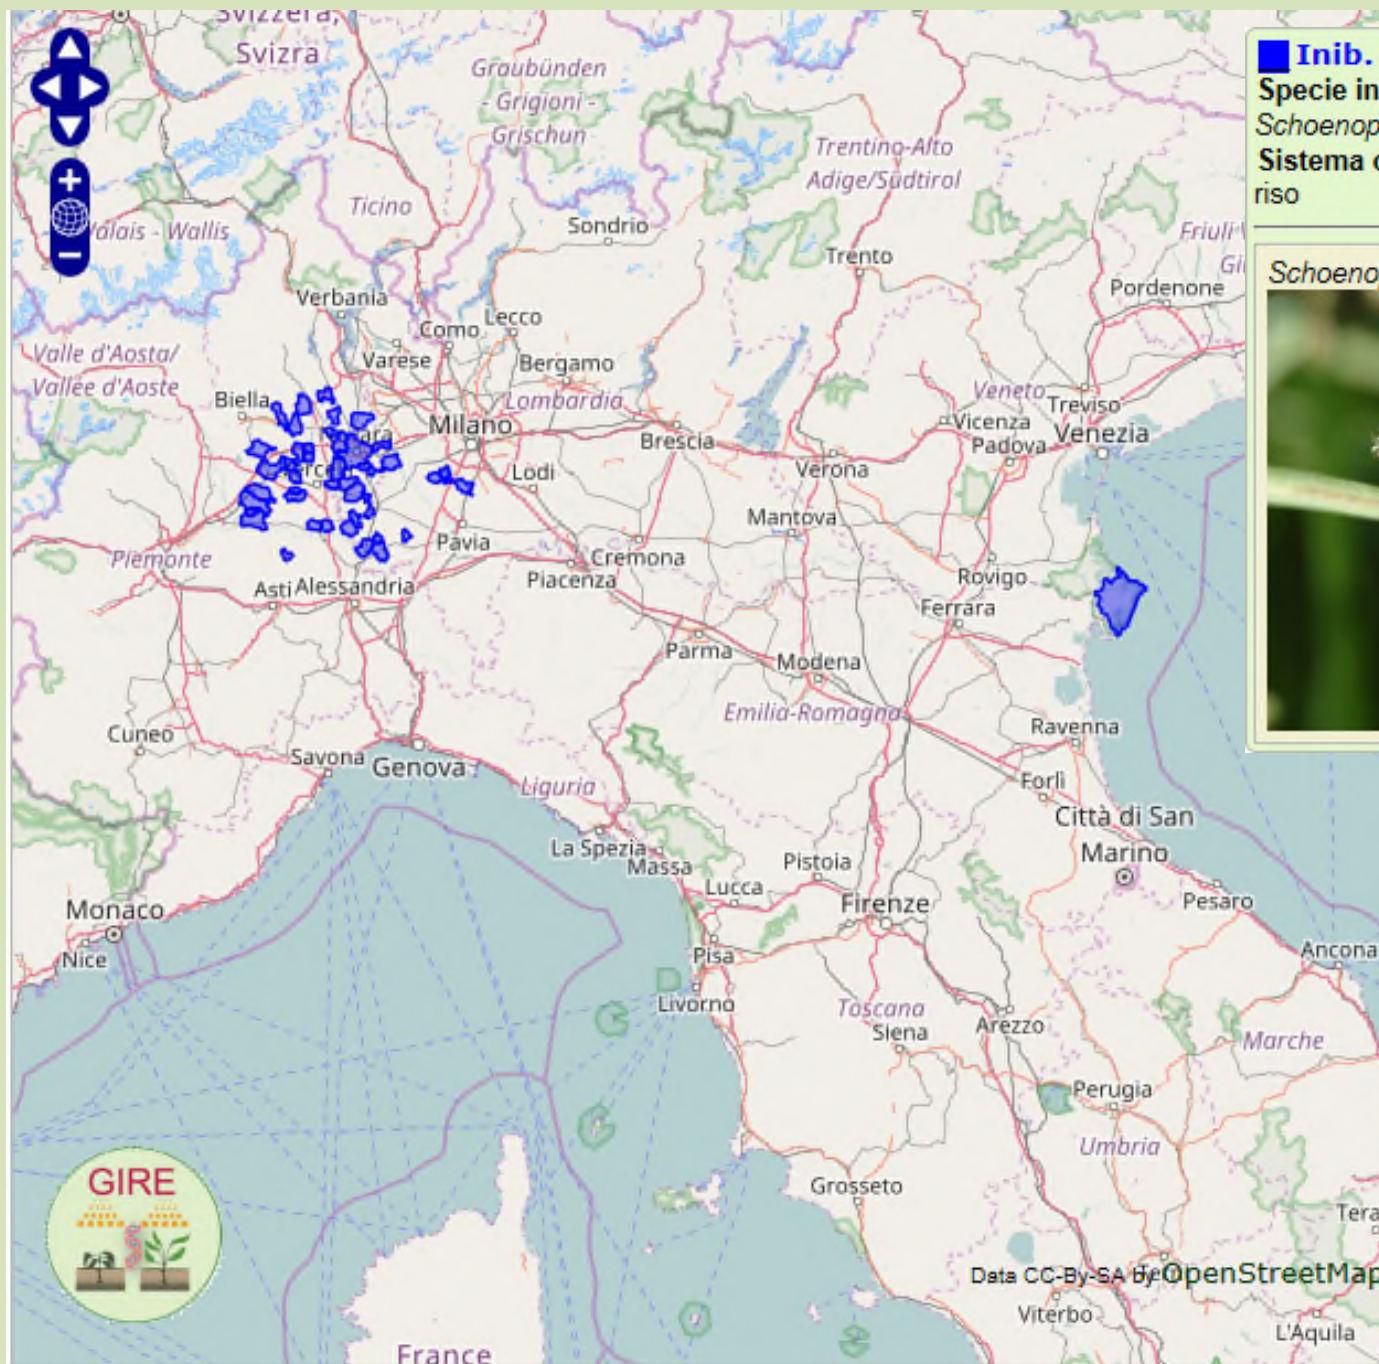 Svizzera,
Svizra
Graubünden
- Grigioni -
Grischun
Trentino-Alto
Adige/Südtirol
Ticino
Valais - Wallis
Sondrio
Trento
Pordenone
Verbania
Como
Lecco
Varese
Bergamo
Valle d'Aosta/
Vallée d'Aoste
Biella
Lombardia
Milano
Brescia
Veneto
Treviso
Vicenza
Venezia
Padova
Verona
Lodi
Mantova
Pavia
Cremona
Piacenza
Piemonte
Asti
Alessandria
Rovigo
Ferrara
Parma
Modena
Emilia-Romagna
Ravenna
Cuneo
Savona
Genova
Liguria
Forlì
Città di San
Marino
La Spezia
Massa
Pistoia
Lucca
Firenze
Pesaro
Monaco
Nice
Pisa
Ancona
Livorno
Toscana
Siena
Arezzo
Marche
Perugia
Umbria
Grosseto
GIRE
Data CC-By-SA by OpenStreetMap
Viterbo
L'Aquila
France
Inib.
Specie in
Schoenop
Sistema
riso
Schoeno